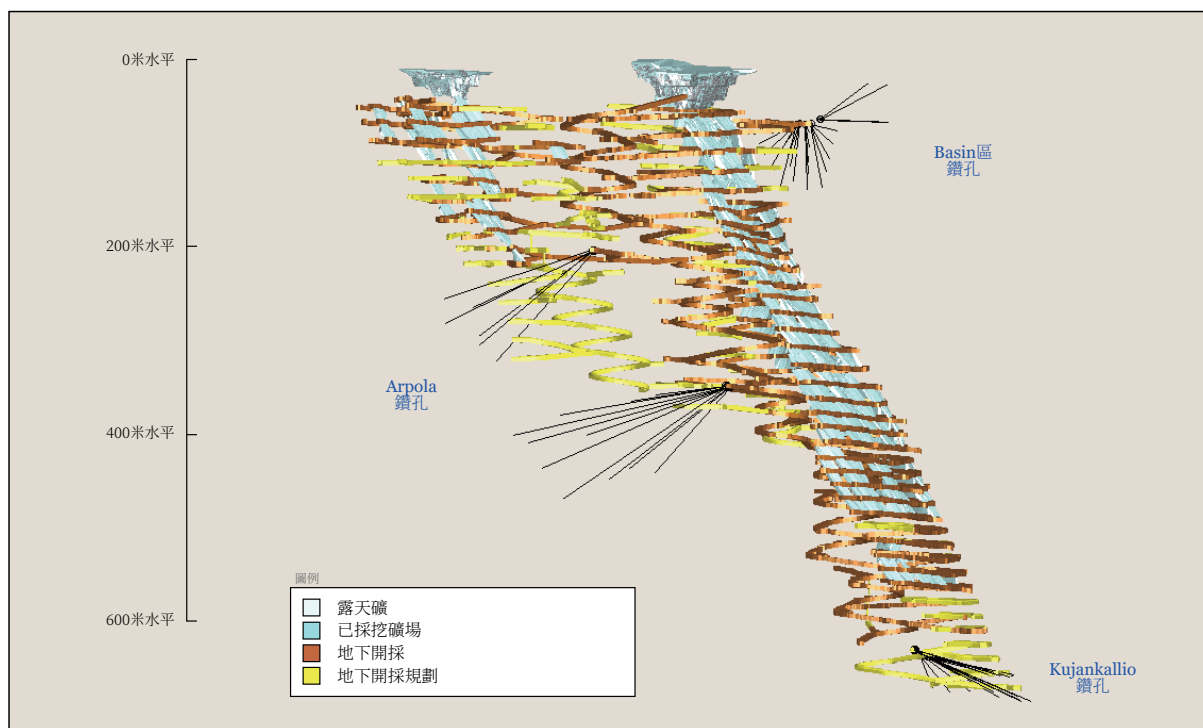 0米水平
Basin區
鑽孔
200米水平
Arpola
鑽孔
400米水平
圖例
露天礦
已採挖礦場
地下開採
地下開採規劃
600米水平
Kujankallio
鑽孔